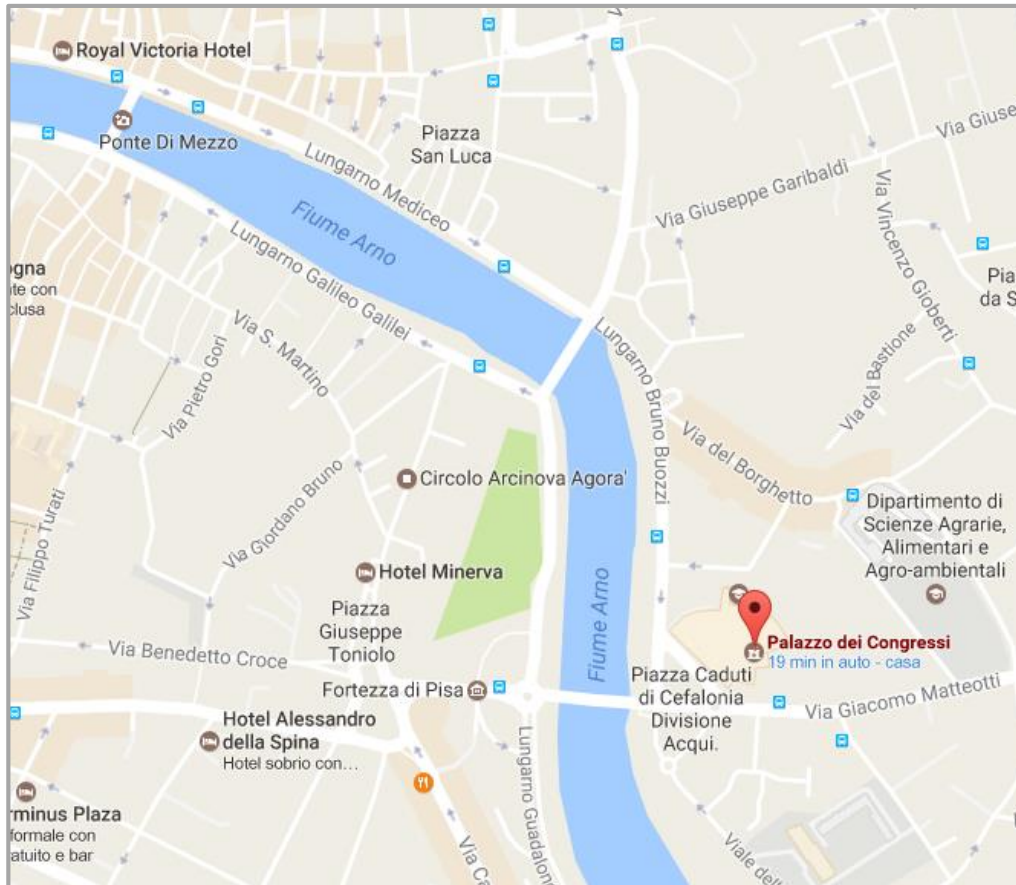 Royal Victoria Hotel
Ponte Di Mezzo
Piazza
San Luca
Via Giuse
Lungarno Mediceo
Via Giuseppe Garibaldi
Via Vincenzo Gioberti
Fiume Arno
Lungarno Galileo Galilei
ogna
te con
clusa
Pia
da S
Via S. Martino
Via Pietro Gori
Lungarno Bruno Buozzi
Via del Bastione
Via del Borghetto
Circolo Arcinova Agora'
Via Filippo Turati
Via Giordano Bruno
Dipartimento di
Scienze Agrarie,
Alimentari e
Agro-ambientali
Hotel Minerva
Piazza
Giuseppe
Toniolo
Fiume Arno
Palazzo dei Congressi
19 min in auto - casa
Via Benedetto Croce
Fortezza di Pisa
Piazza Caduti
di Cefalonia
Divisione
Acqui.
Via Giacomo Matteotti
Hotel Alessandro
della Spina
Hotel sobrio con...
Lungarno Guadalong
rminus Plaza
formale con
ratuito e bar
Via Ca
Viale dell